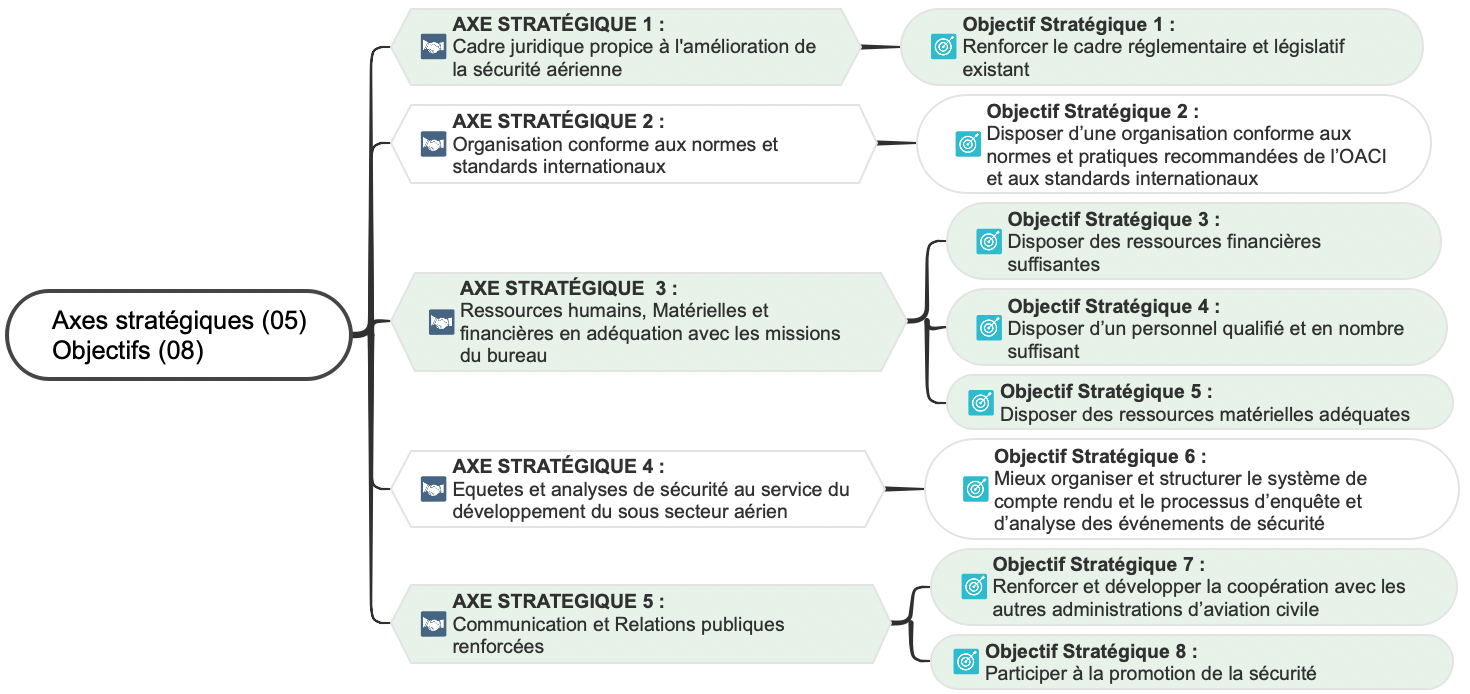 Axes stratégiques (05)
Objectifs (08)
AXE STRATÉGIQUE 1 :
Cadre juridique propice à l'amélioration de
la sécurité aérienne
Objectif Stratégique 1 :
Renforcer le cadre réglementaire et législatif
existant
AXE STRATÉGIQUE 2 :
Organisation conforme aux normes et
standards internationaux
Objectif Stratégique 2 :
Disposer d’une organisation conforme aux
normes et pratiques recommandées de l’OACI
et aux standards internationaux
AXE STRATÉGIQUE  3 :
Ressources humains, Matérielles et
financières en adéquation avec les missions
du bureau
Objectif Stratégique 3 :
Disposer des ressources financières
suffisantes
Objectif Stratégique 4 :
Disposer d’un personnel qualifié et en nombre
suffisant
Objectif Stratégique 5 :
Disposer des ressources matérielles adéquates
AXE STRATÉGIQUE 4 :
Equetes et analyses de sécurité au service du
développement du sous secteur aérien
Objectif Stratégique 6 :
Mieux organiser et structurer le système de
compte rendu et le processus d’enquête et
d’analyse des événements de sécurité
AXE STRATEGIQUE 5 :
Communication et Relations publiques
renforcées
Objectif Stratégique 7 :
Renforcer et développer la coopération avec les
autres administrations d’aviation civile
Objectif Stratégique 8 :
Participer à la promotion de la sécurité